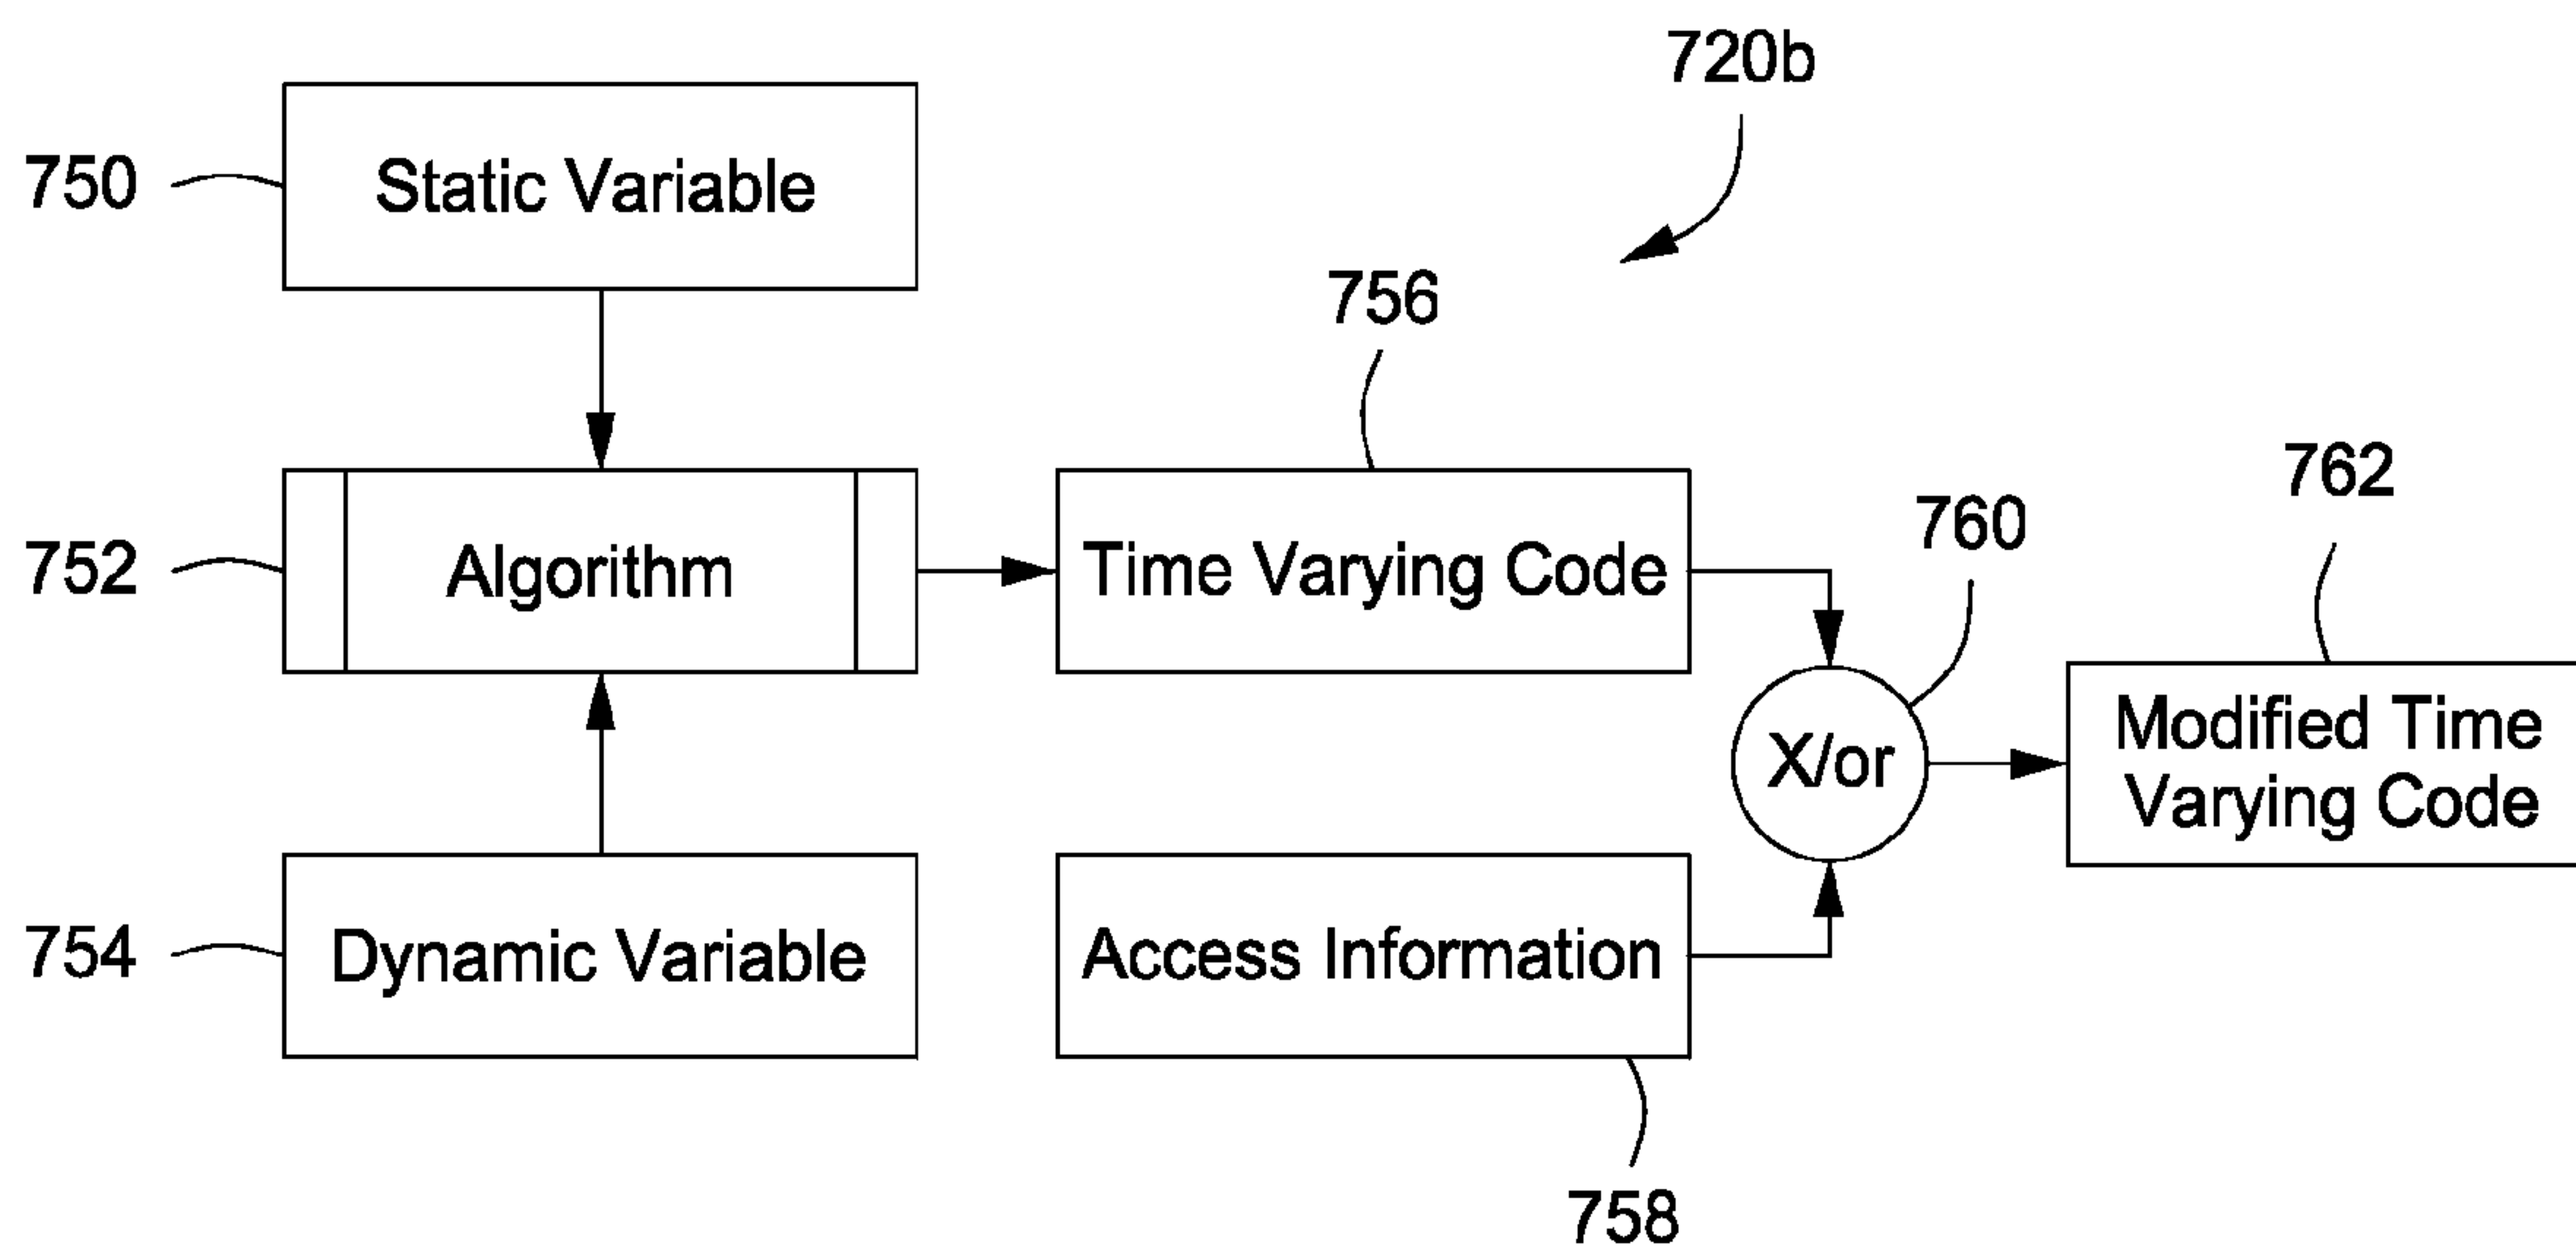 720b
750
Static Variable
756
752
Algorithm
Time Varying Code
760
762
X/or
Modified Time
Varying Code
754
Dynamic Variable
Access Information
758